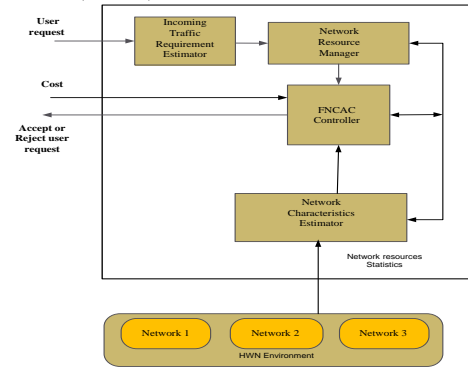 User
request
Incoming
Traffic
Requirement
Estimator
Network
Resource
Manager
Cost
FNCAC
Controller
Accept or
Reject user
request
Network
Characteristics
Estimator
Network resources
Statistics
Network 1
Network 2
Network 3
HWN Environment